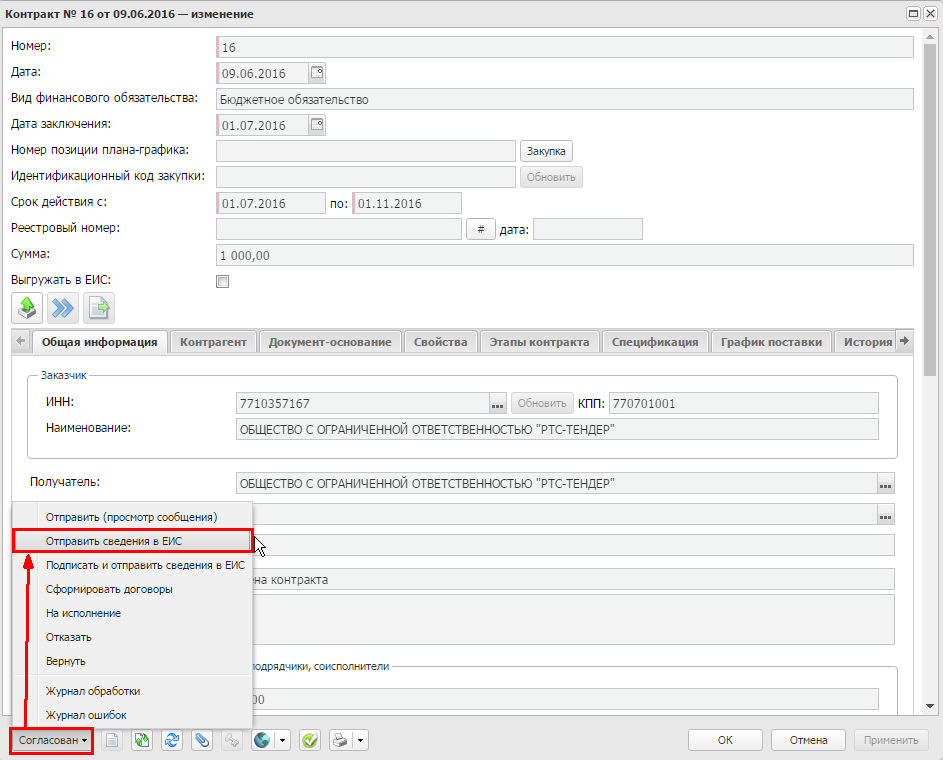 Контракт № 16 от 09.06.2016 — изменение
Номер: 16
Дата: 09.06.2016
Вид финансового обязательства: Бюджетное обязательство
Дата заключения: 01.07.2016
Номер позиции плана-графика: Закупка
Идентификационный код закупки: Обновить
Срок действия с: 01.07.2016 по: 01.11.2016
Реестровый номер: # дата:
Сумма: 1 000,00
Выгружать в ЕИС:
Общая информация Контрагент Документ-основание Свойства Этапы контракта Спецификация График поставки История
Заказчик
ИНН: 7710357167 ... Обновить КПП: 770701001
Наименование: ОБЩЕСТВО С ОГРАНИЧЕННОЙ ОТВЕТСТВЕННОСТЬЮ "РТС-ТЕНДЕР"
Получатель: ОБЩЕСТВО С ОГРАНИЧЕННОЙ ОТВЕТСТВЕННОСТЬЮ "РТС-ТЕНДЕР" ...
...
Отправить (просмотр сообщения)
Отправить сведения в ЕИС
Подписать и отправить сведения в ЕИС
ена контракта
Сформировать договоры
На исполнение
Отказать
Вернуть
подрядчики, соисполнители
Журнал обработки
00
Журнал ошибок
Согласован ОК Отмена Применить